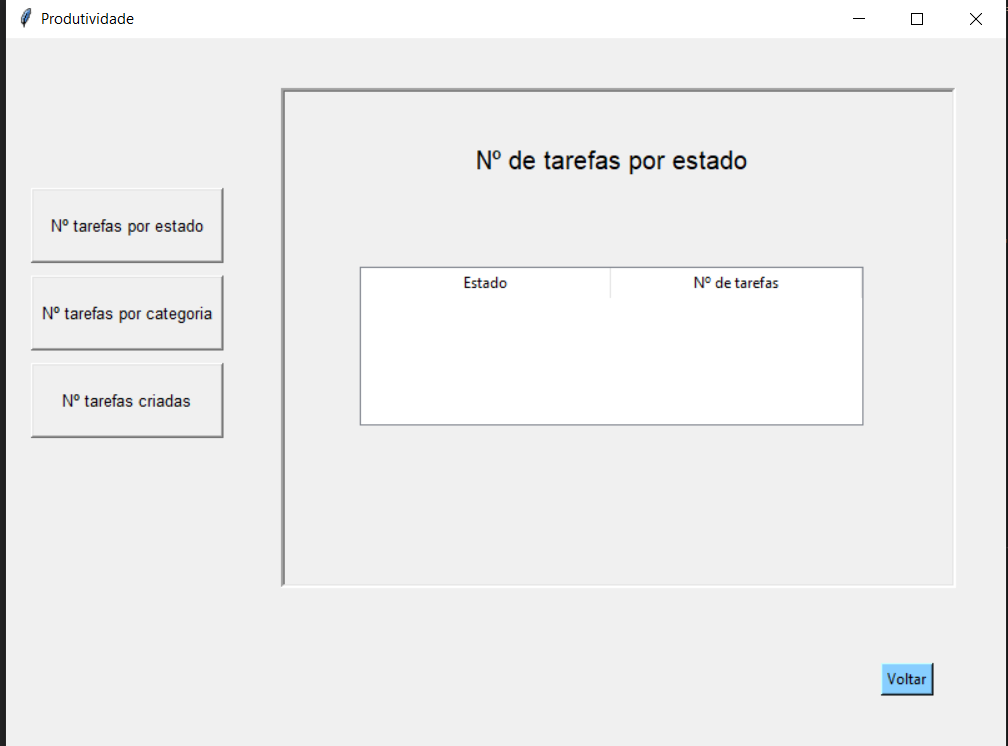 Produtividade
Nº de tarefas por estado
Nº tarefas por estado
Nº tarefas por categoria
Nº tarefas criadas
Estado
Nº de tarefas
Voltar